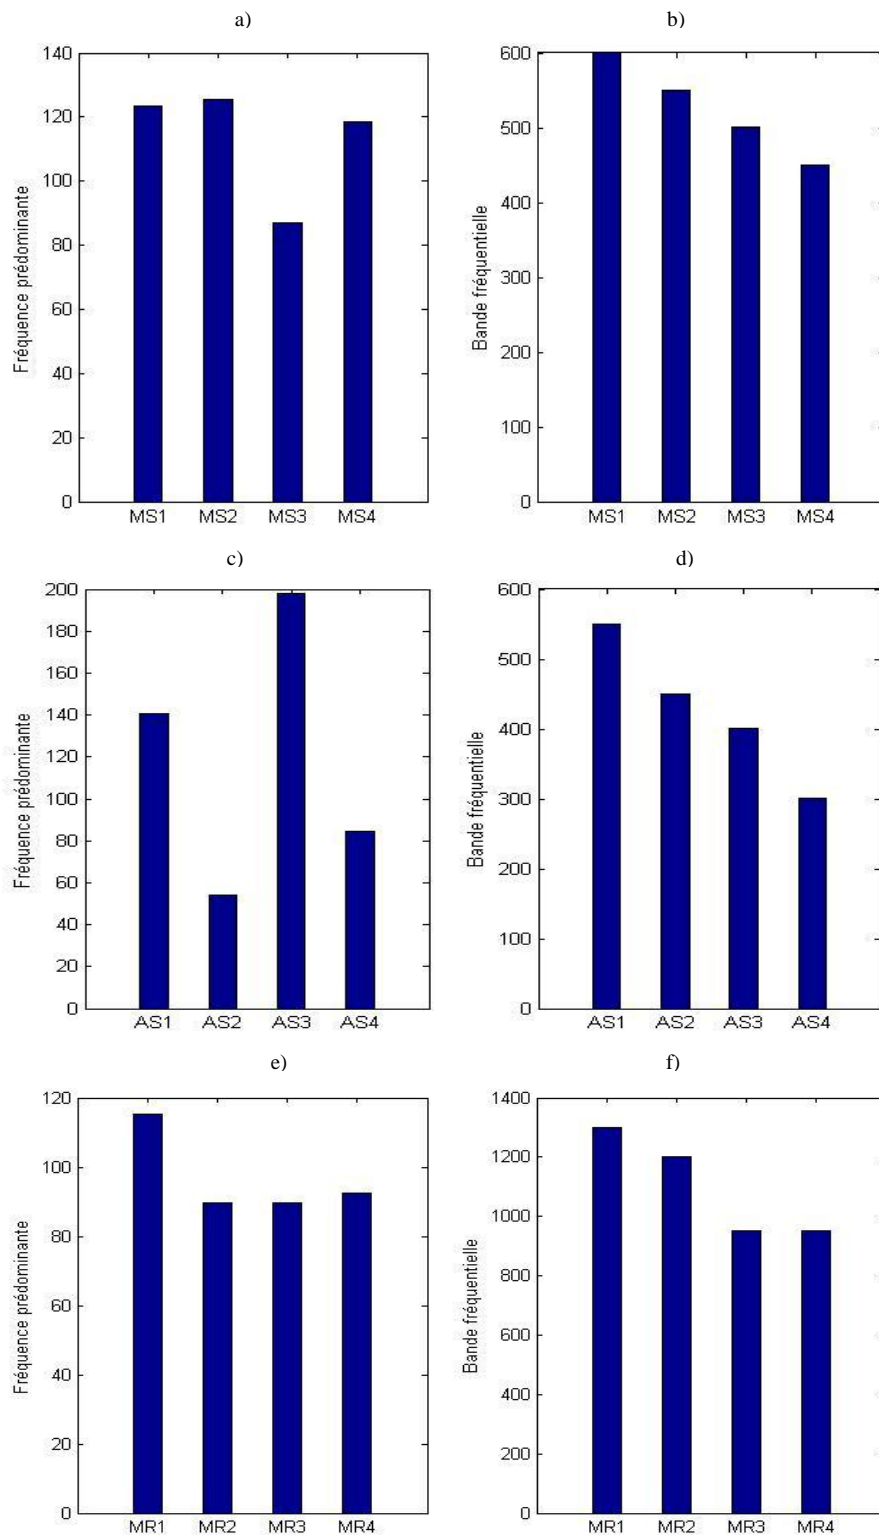 a)
140
120
100
80
60
40
20
0
Fréquence prédominante
MS1 MS2 MS3 MS4
b)
600
500
400
300
200
100
0
Bande fréquentielle
MS1 MS2 MS3 MS4
c)
200
180
160
140
120
100
80
60
40
20
0
Fréquence prédominante
AS1 AS2 AS3 AS4
d)
600
500
400
300
200
100
0
Bande fréquentielle
AS1 AS2 AS3 AS4
e)
120
100
80
60
40
20
0
Fréquence prédominante
MR1 MR2 MR3 MR4
f)
1400
1200
1000
800
600
400
200
0
Bande fréquentielle
MR1 MR2 MR3 MR4